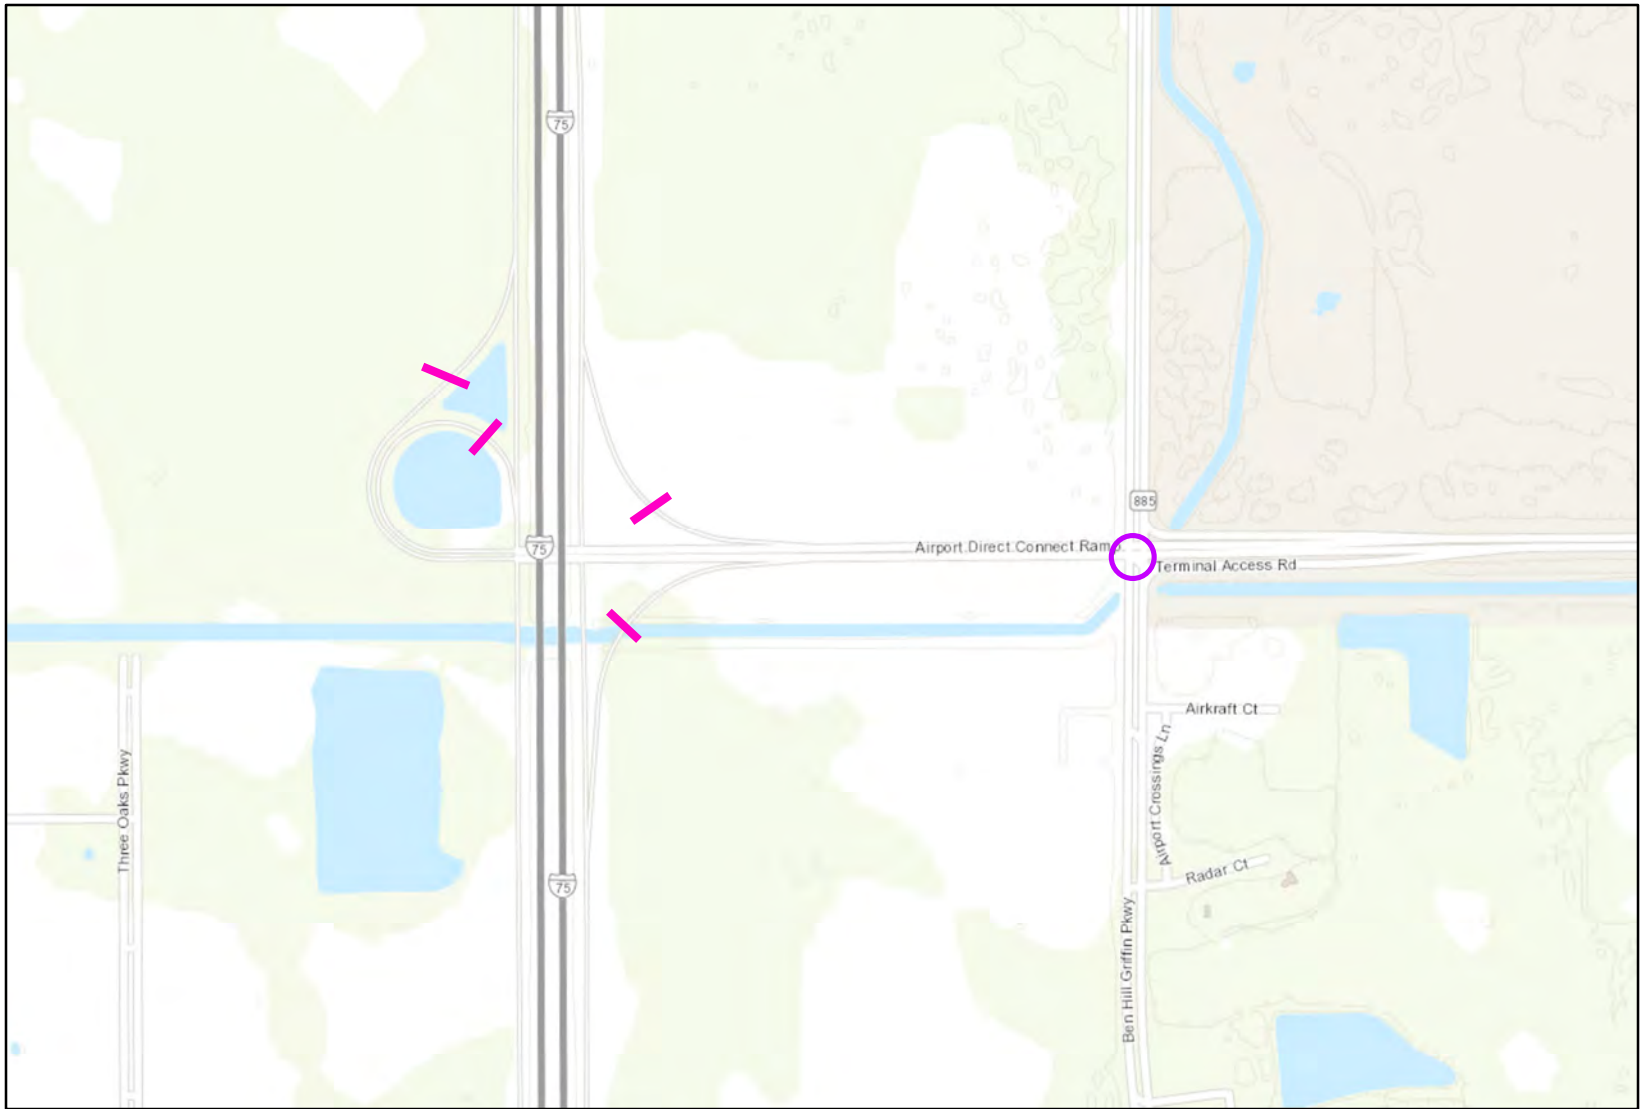 75
885
75
Airport Direct Connect Ramp
Terminal Access Rd
Airkraft Ct
Airport Crossings Ln
Three Oaks Pkwy
Radar Ct
75
Ben Hill Griffin Pkwy